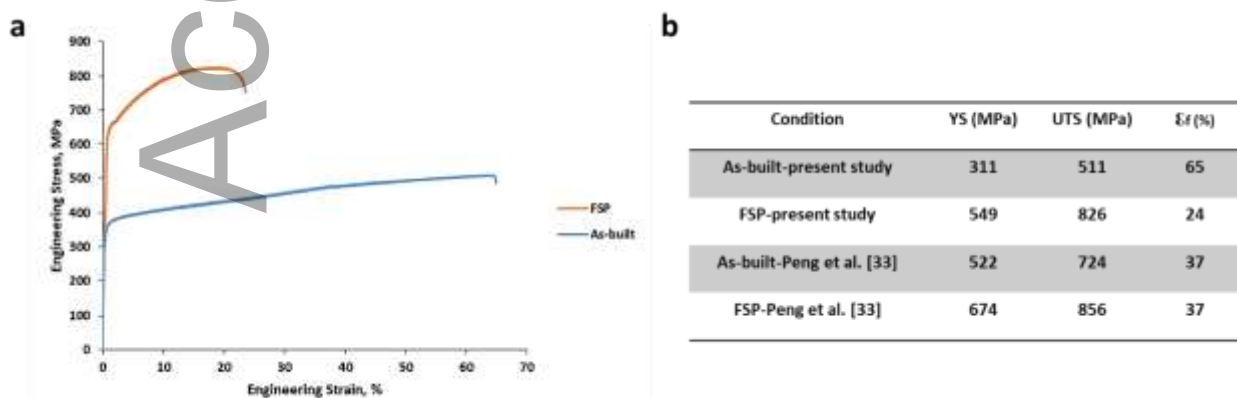 a
Acc
900
800
700
600
500
400
300
200
100
0
Engineering Stress, MPa
0 10 20 30 40 50 60 70
Engineering Strain, %
FSP
As-built
b
Condition YS (MPa) UTS (MPa) εf (%)
As-built-present study 311 511 65
FSP-present study 549 826 24
As-built-Peng et al. [33] 522 724 37
FSP-Peng et al. [33] 674 856 37